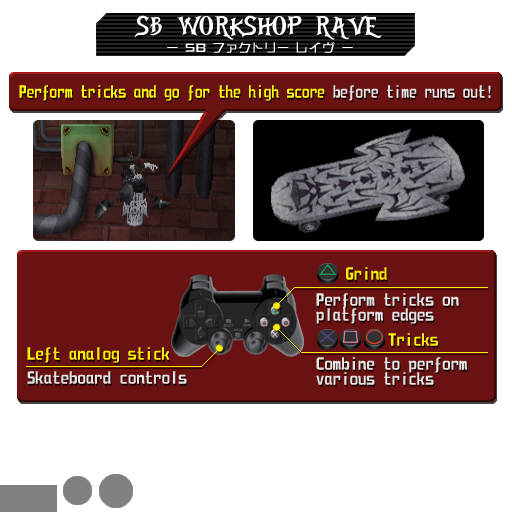 SB WORKSHOP RAVE
— SB ファクトリー レイヴ —
Perform tricks and go for the high score before time runs out!
Grind
Perform tricks on
platform edges
Tricks
Combine to perform
various tricks
Left analog stick
Skateboard controls